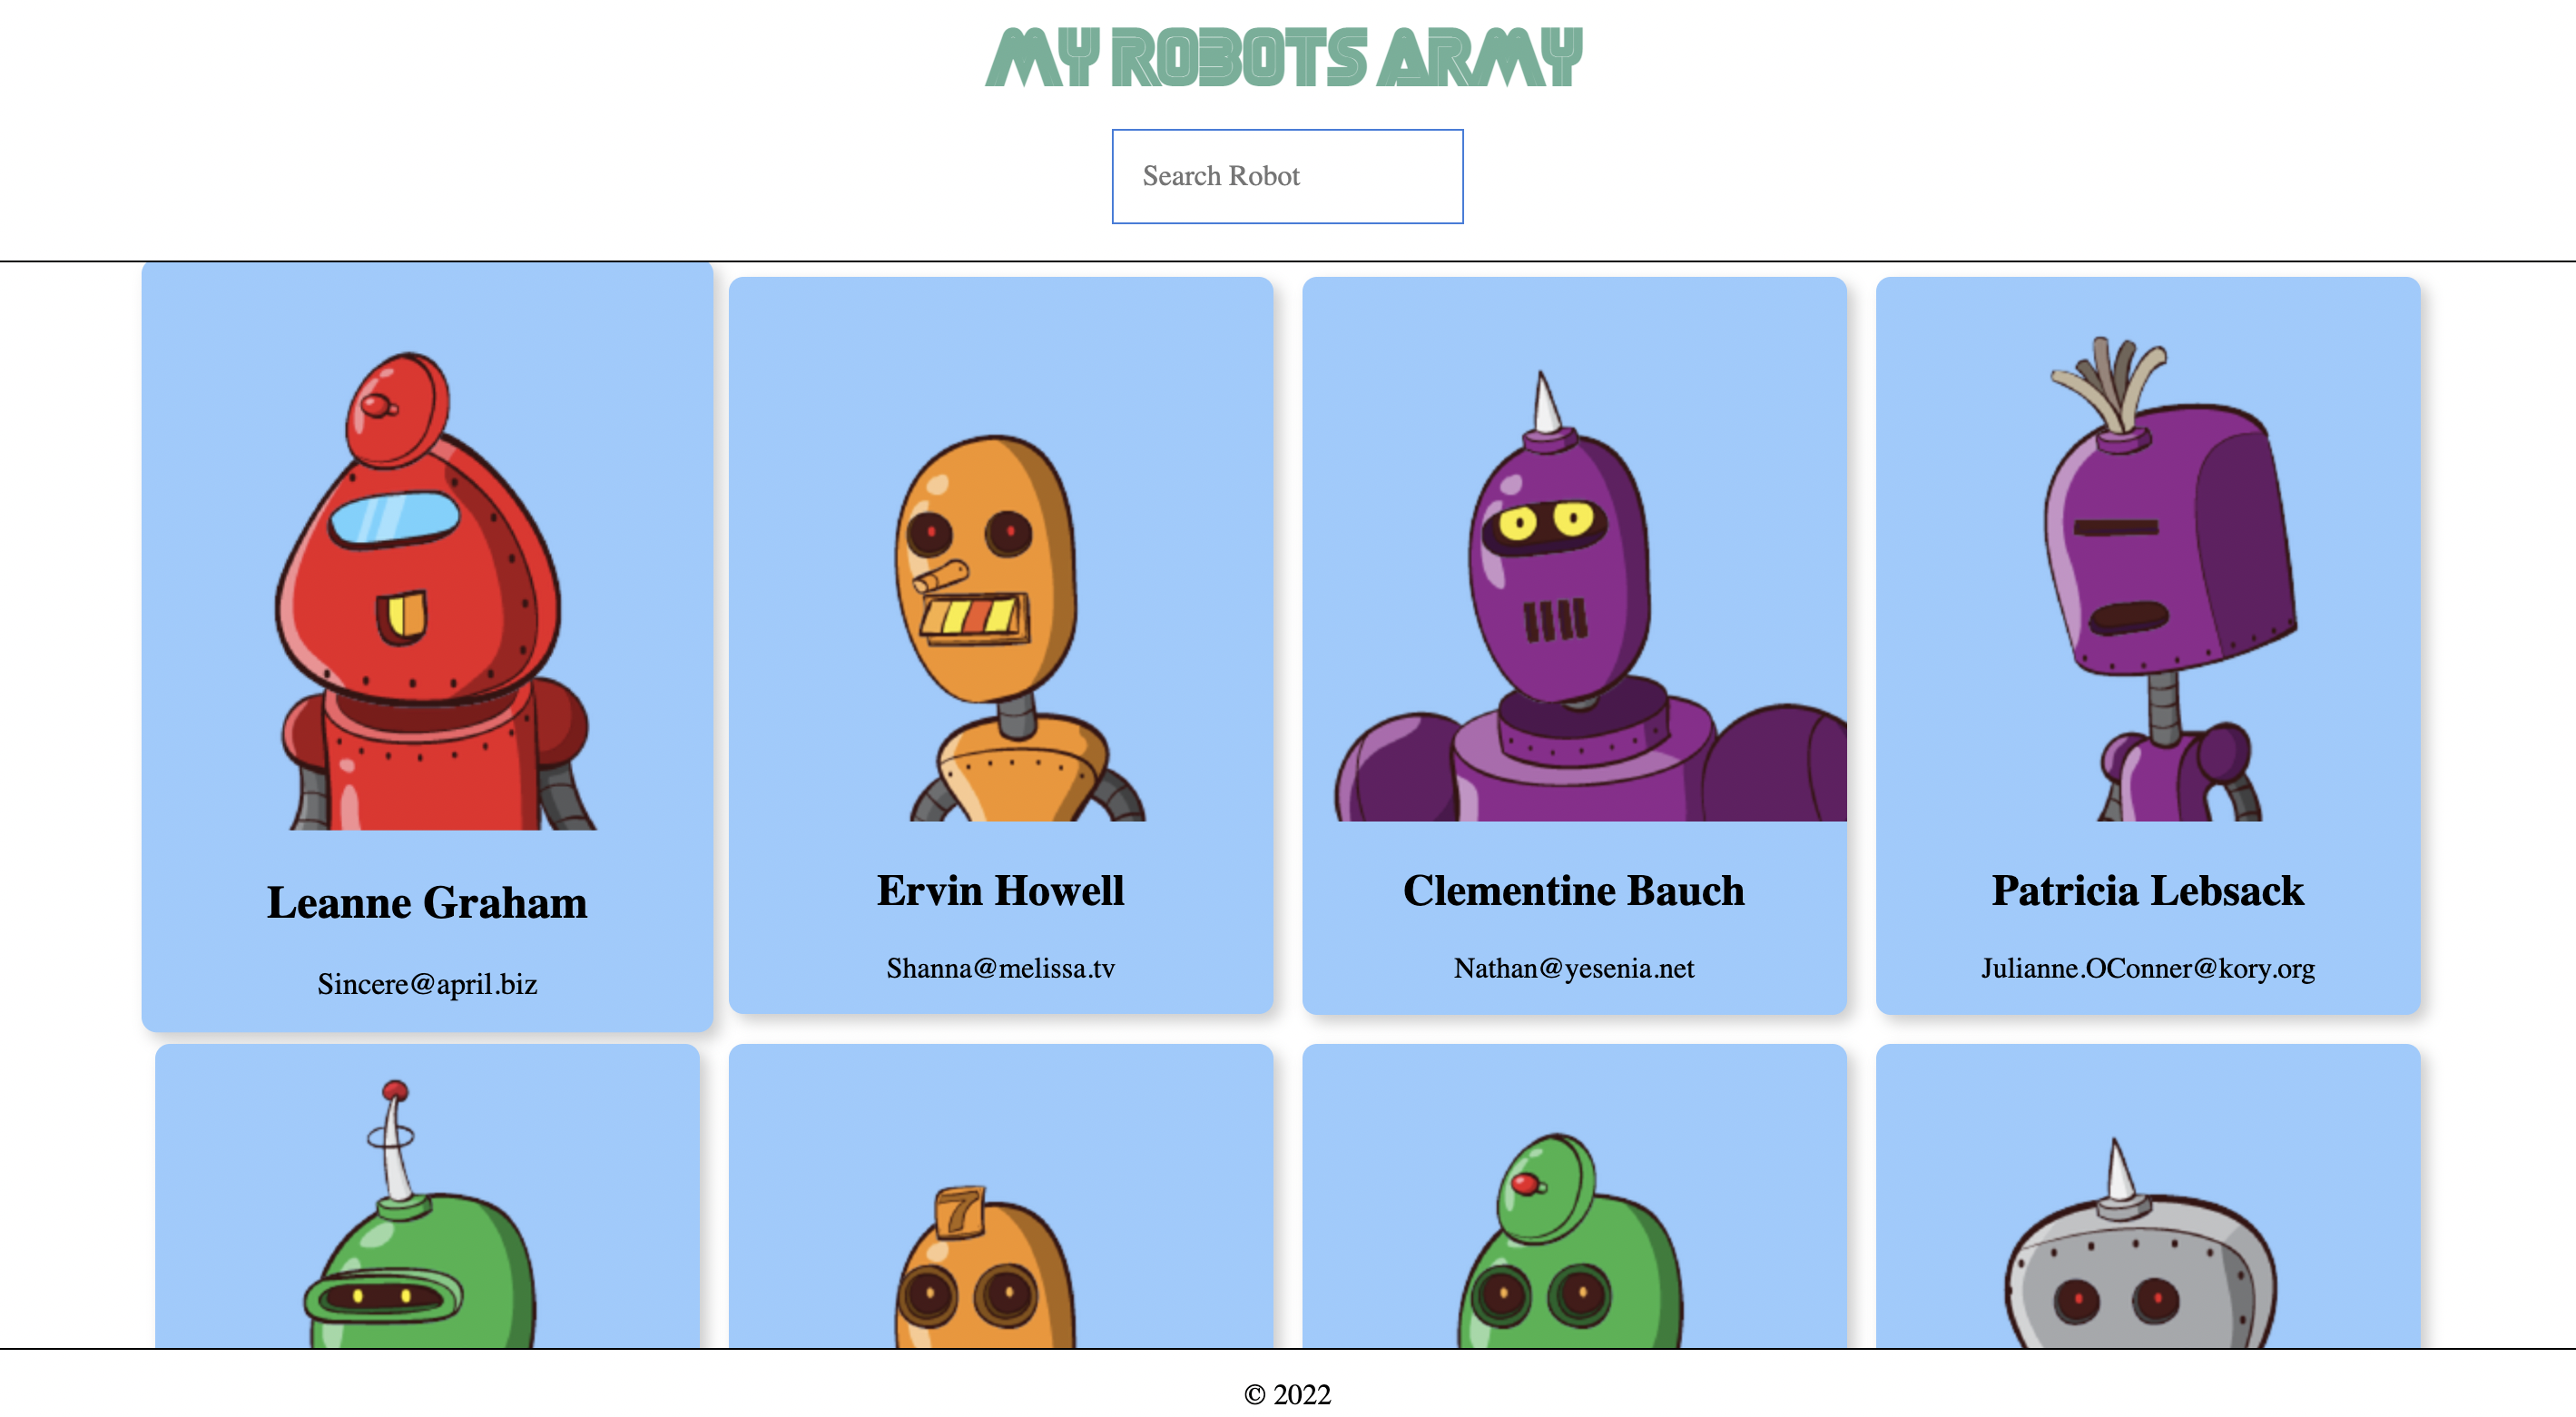 MY ROBOTS ARMY
Search Robot
Leanne Graham
Sincere@april.biz
Ervin Howell
Shanna@melissa.tv
Clementine Bauch
Nathan@yesenia.net
Patricia Lebsack
Julianne.OConner@kory.org
7
© 2022